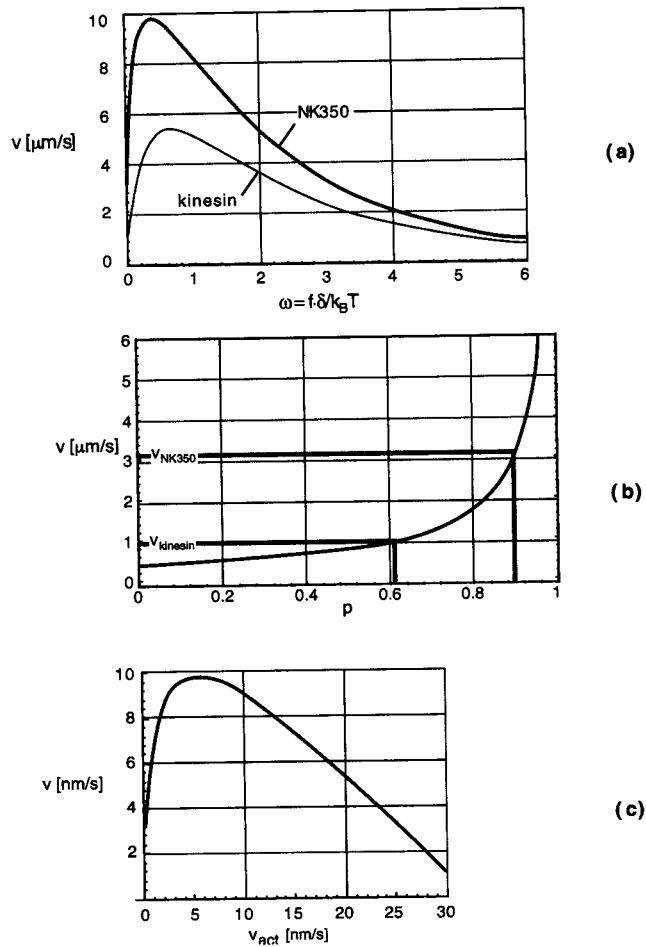 10
8
6
4
2
0
v [μm/s]
NK350
kinesin
0 1 2 3 4 5 6
ω= f·δ/k_BT
(a)
6
5
4
3
2
1
0
v [μm/s]
v_NK350
v_kinesin
0 0.2 0.4 0.6 0.8 1
p
(b)
10
8
6
4
2
v [nm/s]
0 5 10 15 20 25 30
v_act [nm/s]
(c)